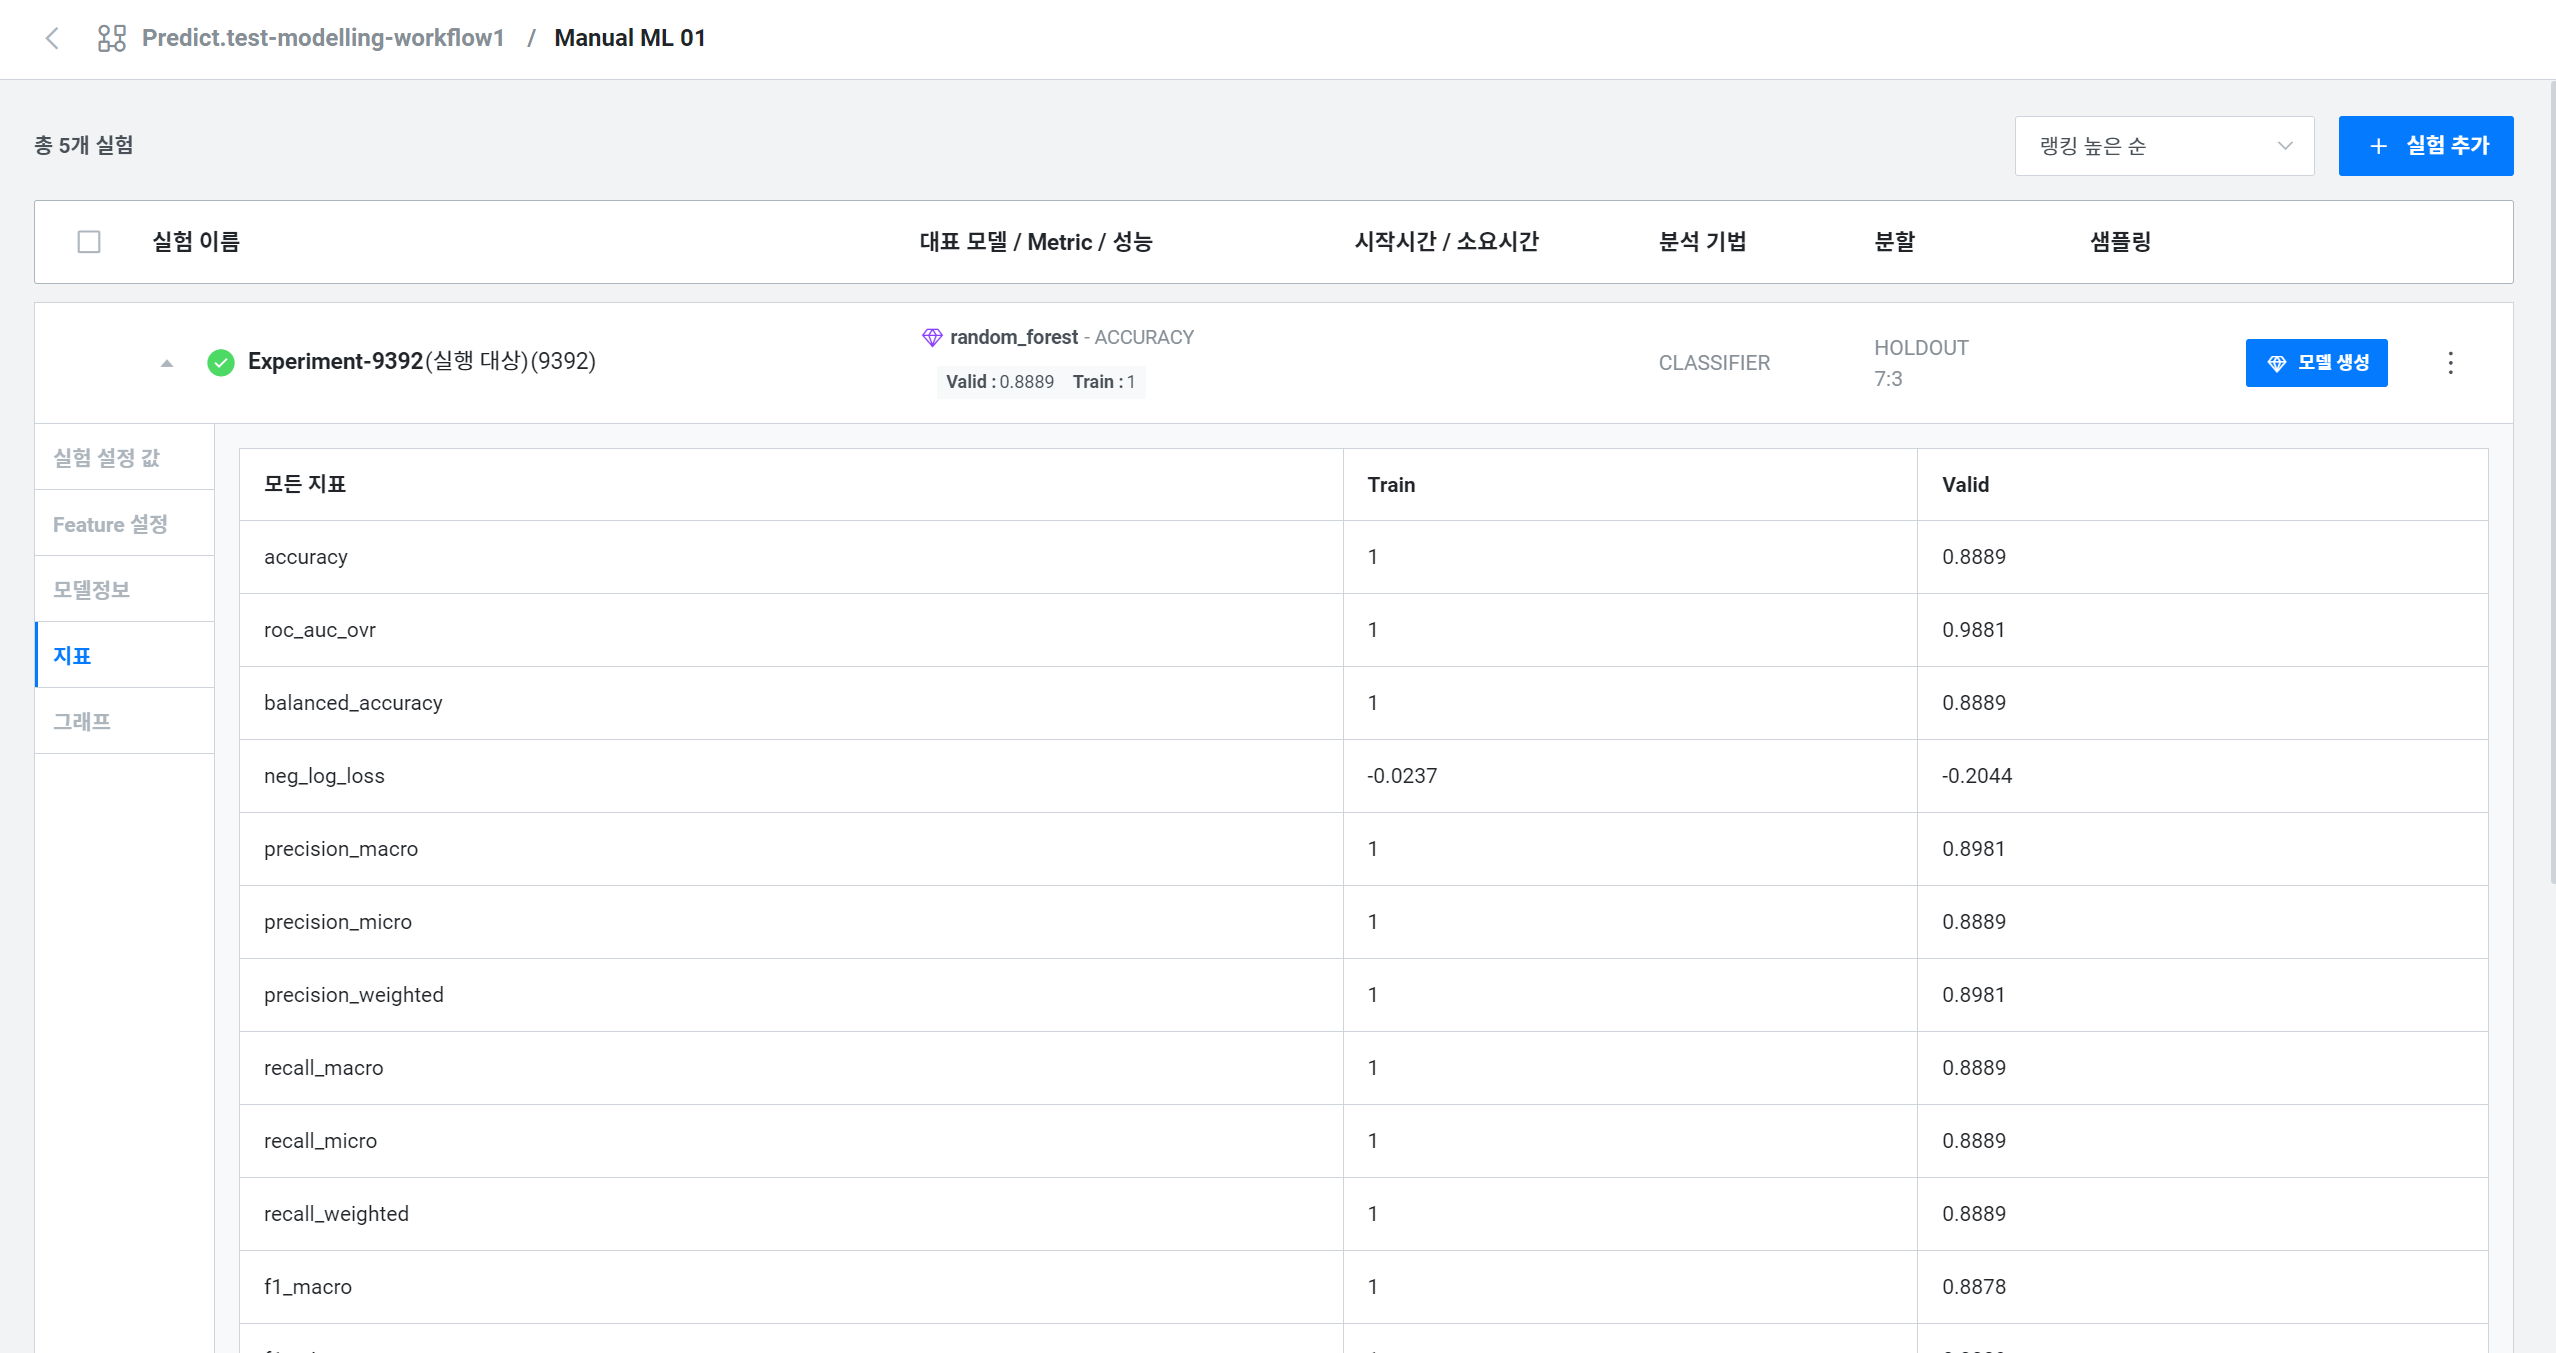 Predict.test-modelling-workflow1 / Manual ML 01
총 5개 실험
랭킹 높은 순
실험 추가
실험 이름 대표 모델 / Metric / 성능 시작시간 / 소요시간 분석 기법 분할 샘플링
Experiment-9392(실행 대상)(9392)
random_forest - ACCURACY
Valid : 0.8889 Train : 1
CLASSIFIER
HOLDOUT
7:3
모델 생성
실험 설정 값
Feature 설정
모델정보
지표
그래프
모든 지표 Train Valid
accuracy 1 0.8889
roc_auc_ovr 1 0.9881
balanced_accuracy 1 0.8889
neg_log_loss -0.0237 -0.2044
precision_macro 1 0.8981
precision_micro 1 0.8889
precision_weighted 1 0.8981
recall_macro 1 0.8889
recall_micro 1 0.8889
recall_weighted 1 0.8889
f1_macro 1 0.8878